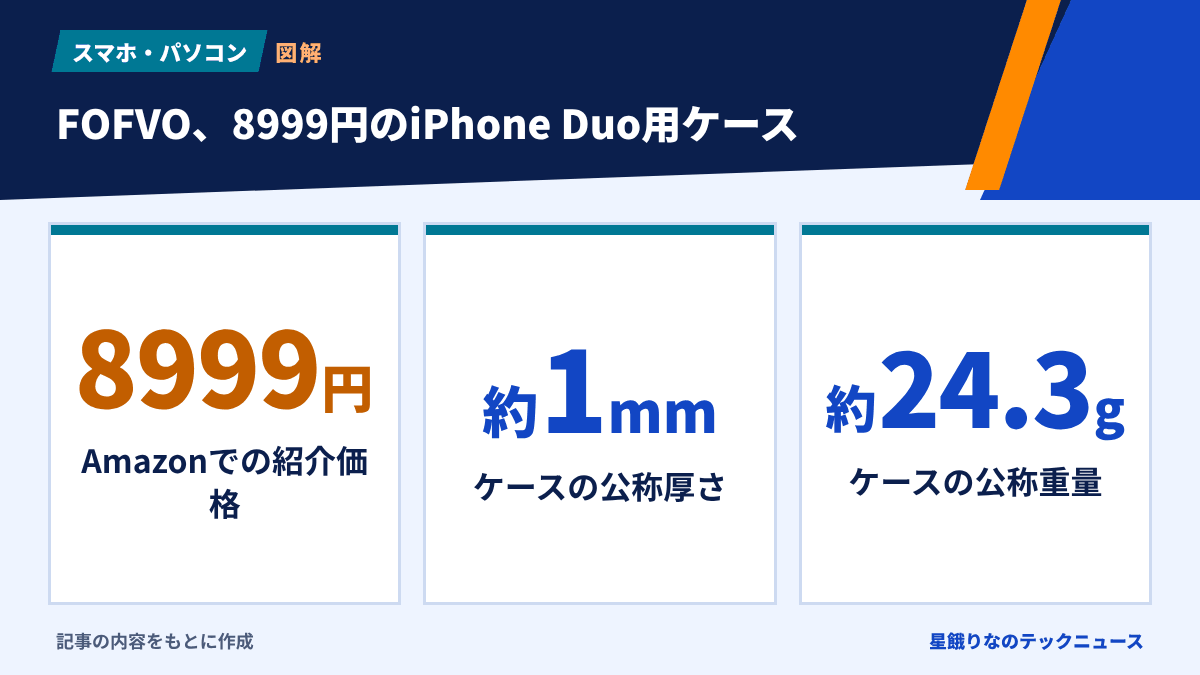 スマホ・パソコン 図解
FOFVO、8999円のiPhone Duo用ケース
8999円
Amazonでの紹介価
格
約1mm
ケースの公称厚さ
約24.3g
ケースの公称重量
記事の内容をもとに作成
星餓りなのテックニュース